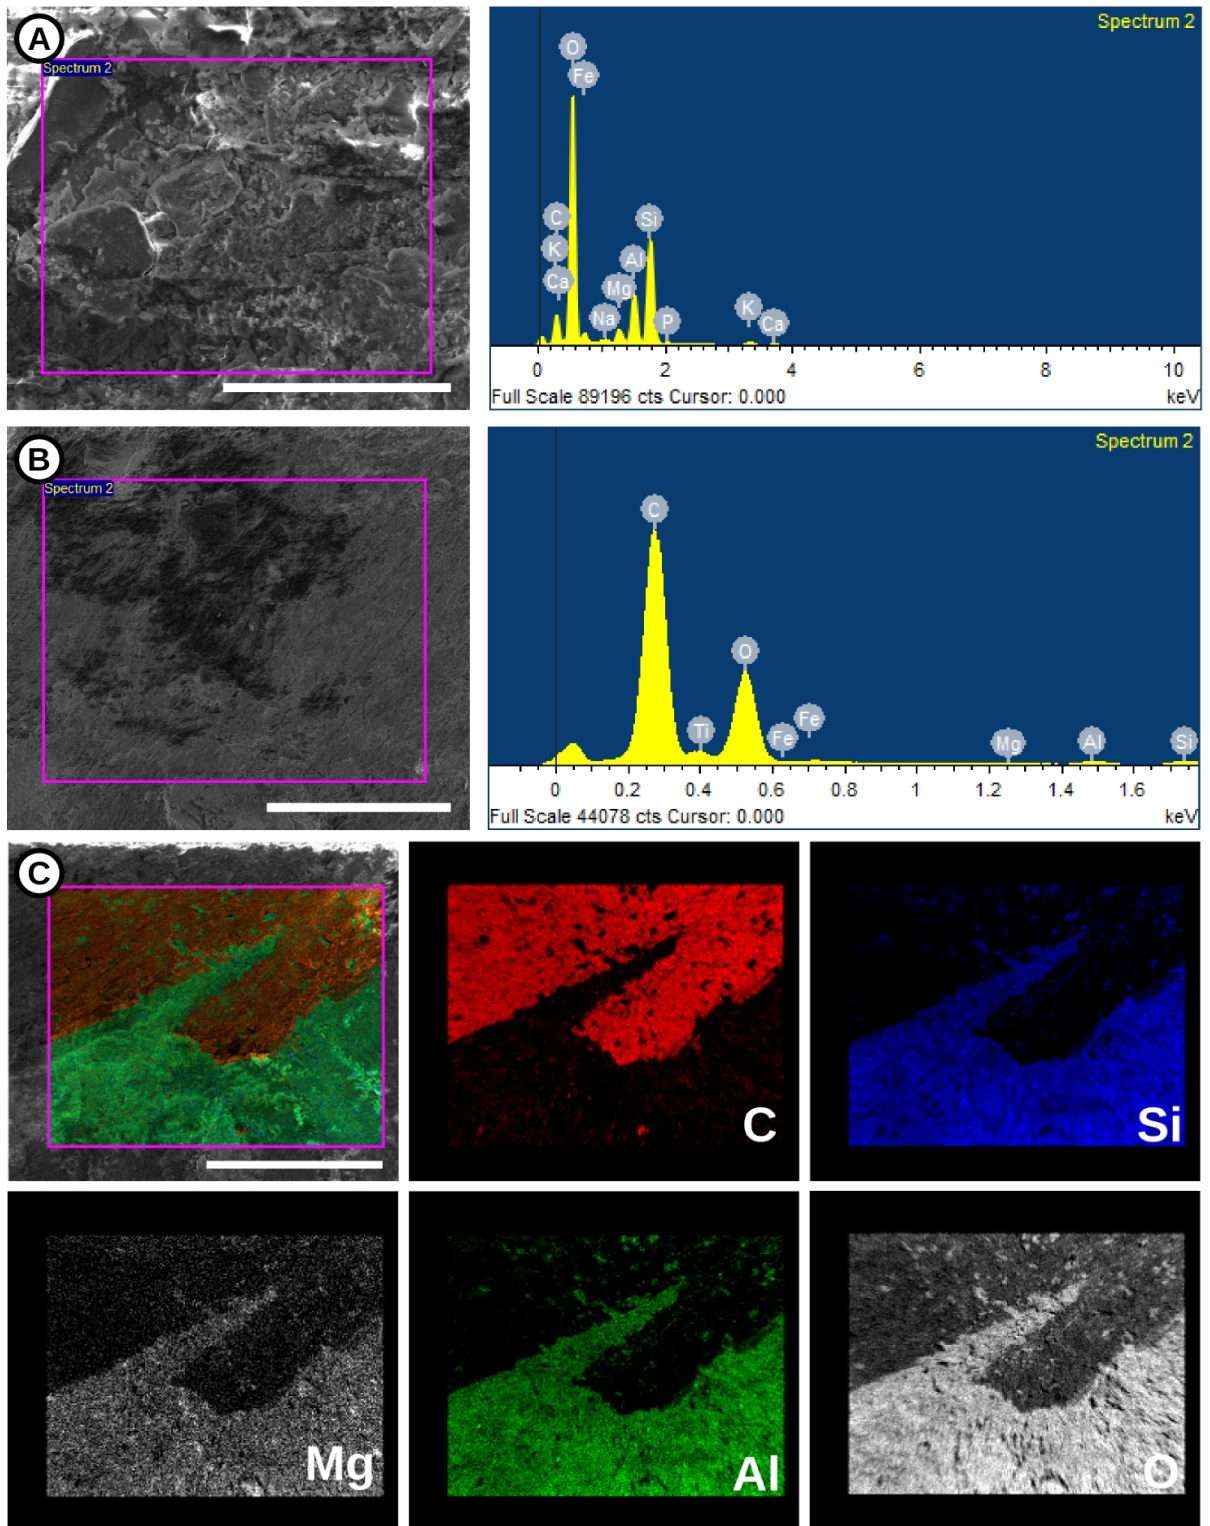 A
Spectrum 2
Spectrum 2
O
Fe
C
K
Ca
Na
Mg
Al
Si
P
K
Ca
0 2 4 6 8 10
Full Scale 89196 cts Cursor: 0.000 keV
B
Spectrum 2
Spectrum 2
C
O
Ti
Fe
Fe
Mg
Al
Si
0 0.2 0.4 0.6 0.8 1 1.2 1.4 1.6
Full Scale 44078 cts Cursor: 0.000 keV
C
C
Si
Mg
Al
O